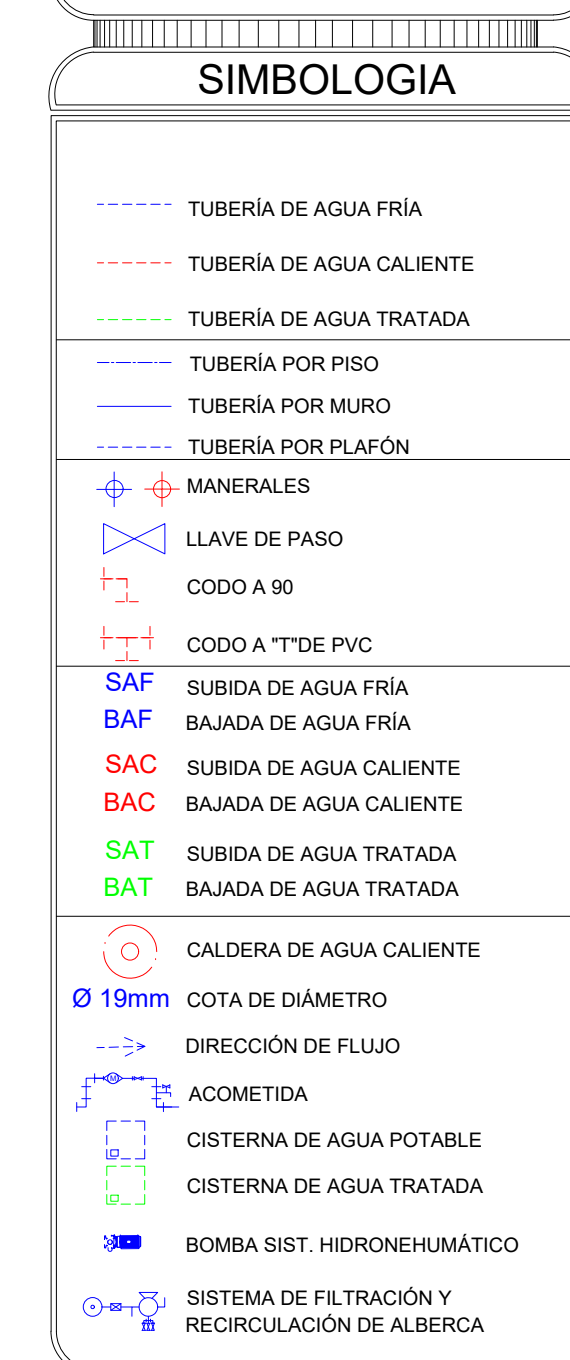 SIMBOLOGIA
TUBERÍA DE AGUA FRÍA
TUBERÍA DE AGUA CALIENTE
TUBERÍA DE AGUA TRATADA
TUBERÍA POR PISO
TUBERÍA POR MURO
TUBERÍA POR PLAFÓN
MANERALES
LLAVE DE PASO
CODO A 90
CODO A "T"DE PVC
SAF SUBIDA DE AGUA FRÍA
BAF BAJADA DE AGUA FRÍA
SAC SUBIDA DE AGUA CALIENTE
BAC BAJADA DE AGUA CALIENTE
SAT SUBIDA DE AGUA TRATADA
BAT BAJADA DE AGUA TRATADA
CALDERA DE AGUA CALIENTE
Ø 19mm COTA DE DIÁMETRO
DIRECCIÓN DE FLUJO
M ACOMETIDA
CISTERNA DE AGUA POTABLE
CISTERNA DE AGUA TRATADA
BOMBA SIST. HIDRONEHUMÁTICO
SISTEMA DE FILTRACIÓN Y
RECIRCULACIÓN DE ALBERCA